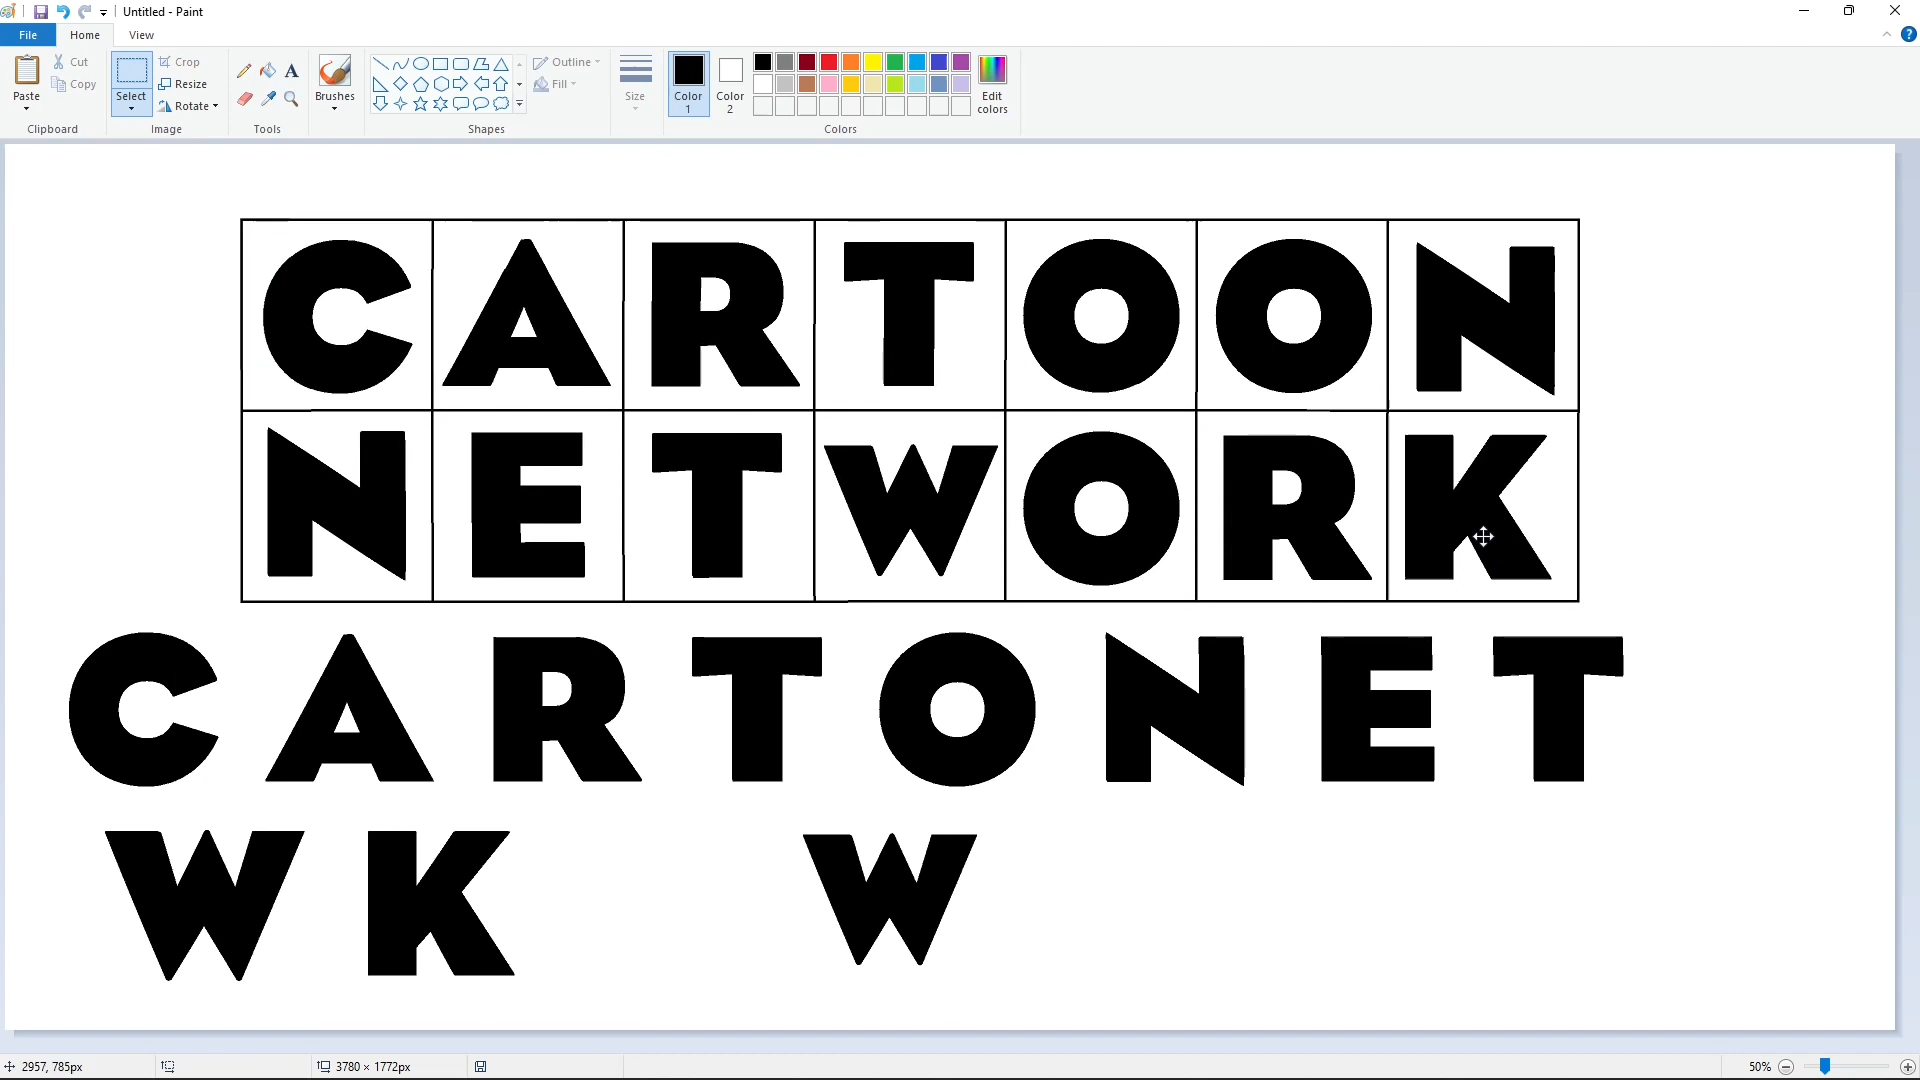 Untitled - Paint
File Home View
Paste
Cut
Copy
Clipboard
Select
Crop
Resize
Rotate
Image
A
Tools
Brushes
Shapes
Outline
Fill
Size
Color 1
Color 2
Colors
Edit colors
?
CARTOON
NETWORK
CARTONET
WK W
2957, 785px
3780 × 1772px
50%